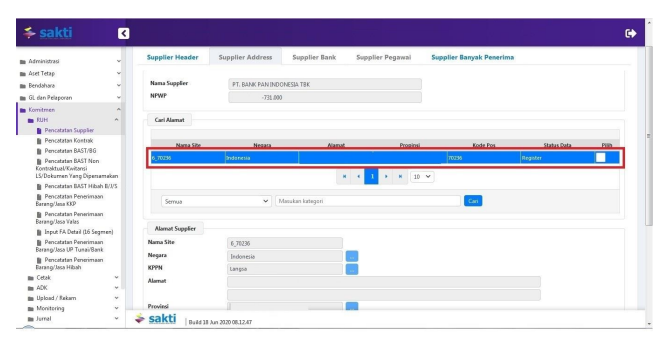 sakti
Administrasi
Aset Tetap
Bendahara
GL dan Pelaporan
Komitmen
RUH
Pencatatan Supplier
Pencatatan Kontrak
Pencatatan BAST/BG
Pencatatan BAST Non
Kontraktual/Kwitansi
LS/Dokumen Yang Dipersamakan
Pencatatan BAST Hibah B/J/S
Pencatatan Penerimaan
Barang/Jasa KKP
Pencatatan Penerimaan
Barang/Jasa Valas
Input FA Detail (16 Segmen)
Pencatatan Penerimaan
Barang/Jasa UP Tunai/Bank
Pencatatan Penerimaan
Barang/Jasa Hibah
Cetak
ADK
Upload / Rekam
Monitoring
Jurnal
Supplier Header Supplier Address Supplier Bank Supplier Pegawai Supplier Banyak Penerima
Nama Supplier PT. BANK PAN INDONESIA TBK
NPWP -731.000
Cari Alamat
Nama Site Negara Alamat Propinsi Kode Pos Status Data Pilih
6_70236 Indonesia 70236 Register
1 10
Semua Masukan kategori Cari
Alamat Supplier
Nama Site 6_70236
Negara Indonesia ...
KPPN Langsa ...
Alamat
Provinsi ...
sakti Build 18 Jun 2020 08.12.47